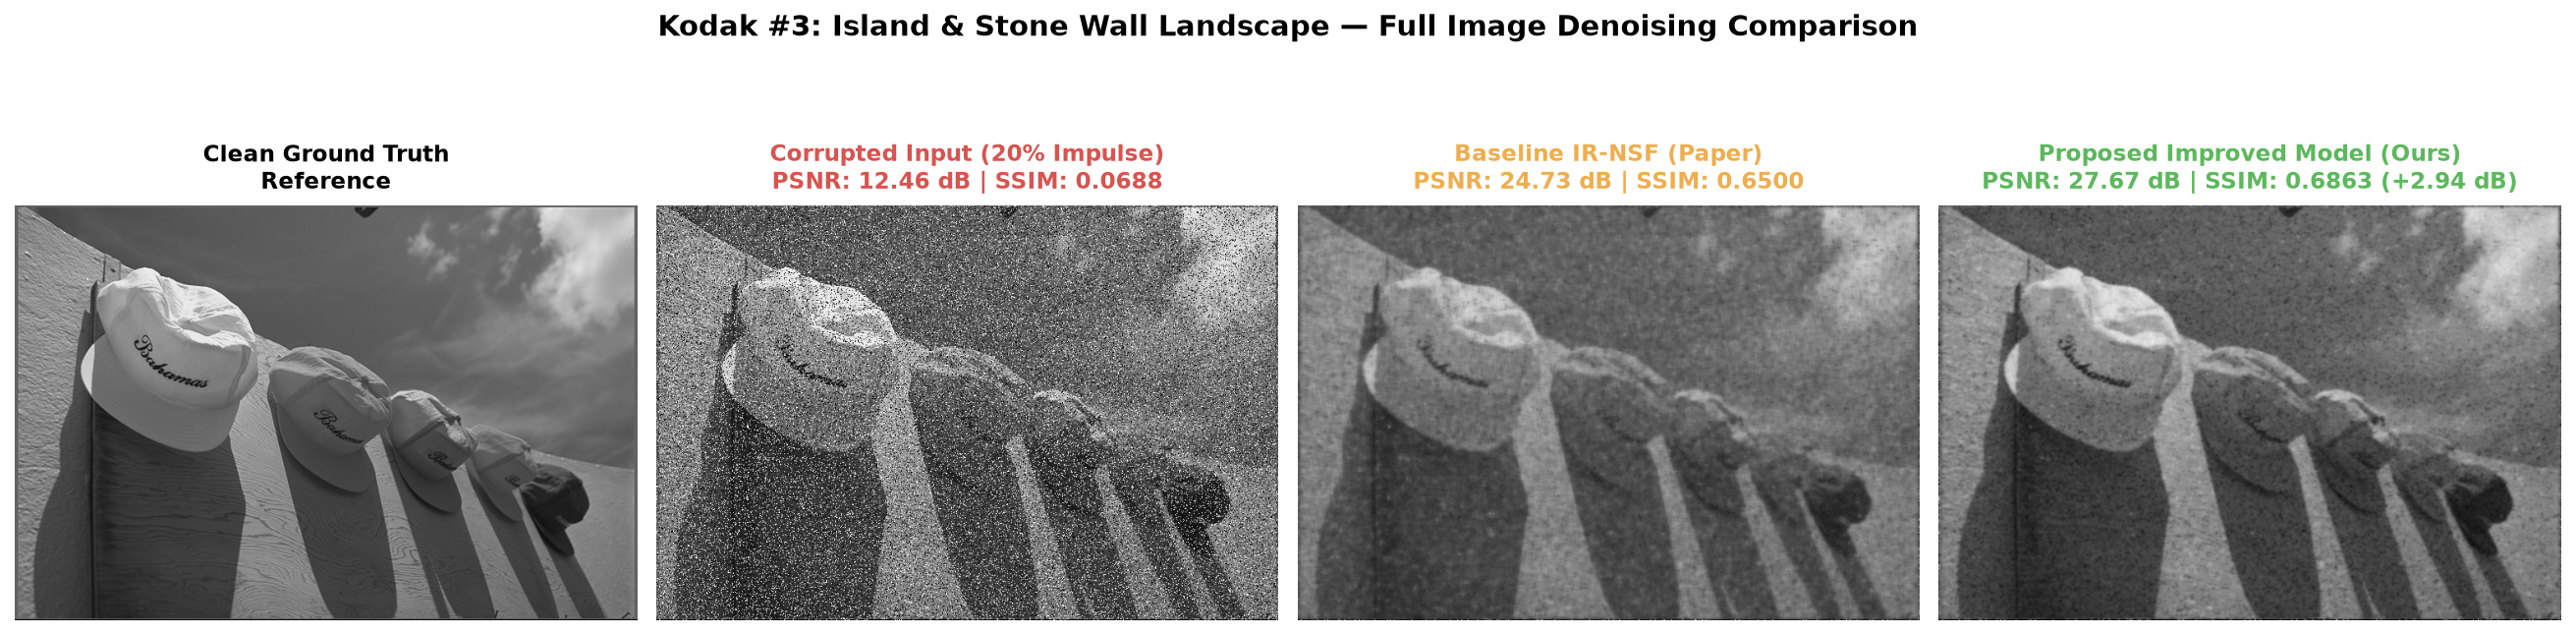 Kodak #3: Island & Stone Wall Landscape — Full Image Denoising Comparison
Clean Ground Truth
Reference
Corrupted Input (20% Impulse)
PSNR: 12.46 dB | SSIM: 0.0688
Baseline IR-NSF (Paper)
PSNR: 24.73 dB | SSIM: 0.6500
Proposed Improved Model (Ours)
PSNR: 27.67 dB | SSIM: 0.6863 (+2.94 dB)
Bahamas
Bahamas
Bahamas
Bahamas
Bahamas